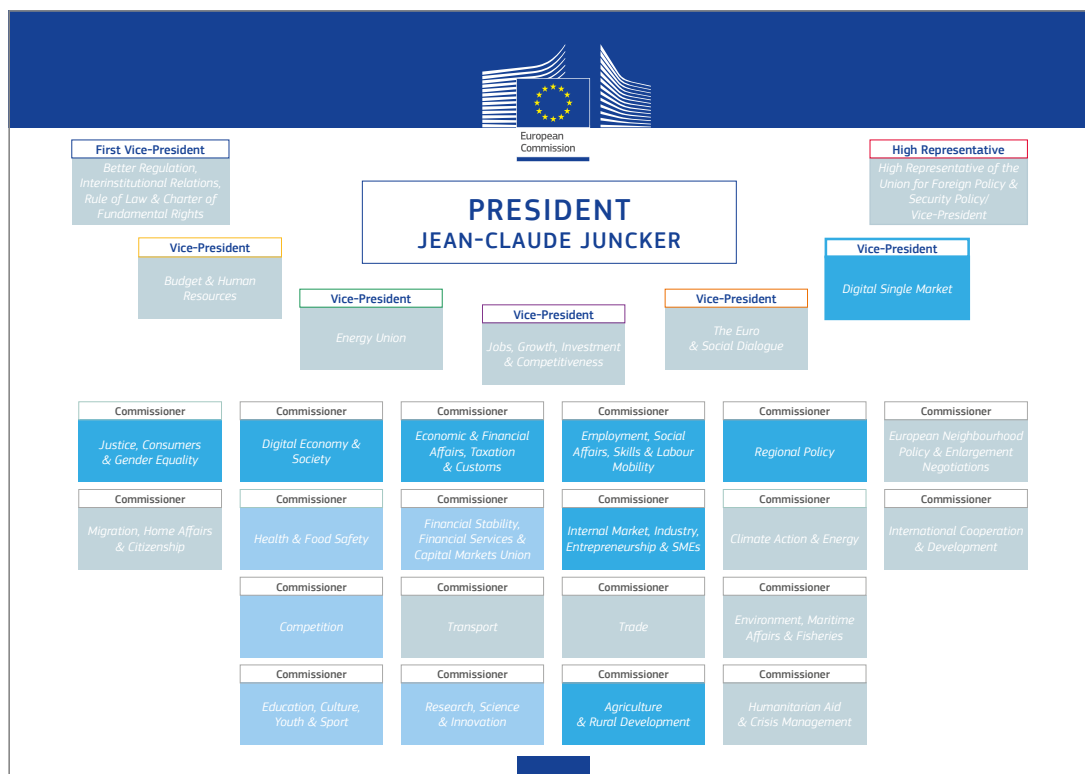 European
Commission
First Vice-President
Better Regulation,
Interinstitutional Relations,
Rule of Law & Charter of
Fundamental Rights
High Representative
High Representative of the
Union for Foreign Policy &
Security Policy/
Vice-President
PRESIDENT
JEAN-CLAUDE JUNCKER
Vice-President
Budget & Human
Resources
Vice-President
Digital Single Market
Vice-President
Energy Union
Vice-President
Jobs, Growth, Investment
& Competitiveness
Vice-President
The Euro
& Social Dialogue
Commissioner
Justice, Consumers
& Gender Equality
Commissioner
Digital Economy &
Society
Commissioner
Economic & Financial
Affairs, Taxation
& Customs
Commissioner
Employment, Social
Affairs, Skills & Labour
Mobility
Commissioner
Regional Policy
Commissioner
European Neighbourhood
Policy & Enlargement
Negotiations
Commissioner
Migration, Home Affairs
& Citizenship
Commissioner
Health & Food Safety
Commissioner
Financial Stability,
Financial Services &
Capital Markets Union
Commissioner
Internal Market, Industry,
Entrepreneurship & SMEs
Commissioner
Climate Action & Energy
Commissioner
International Cooperation
& Development
Commissioner
Competition
Commissioner
Transport
Commissioner
Trade
Commissioner
Environment, Maritime
Affairs & Fisheries
Commissioner
Education, Culture,
Youth & Sport
Commissioner
Research, Science
& Innovation
Commissioner
Agriculture
& Rural Development
Commissioner
Humanitarian Aid
& Crisis Management